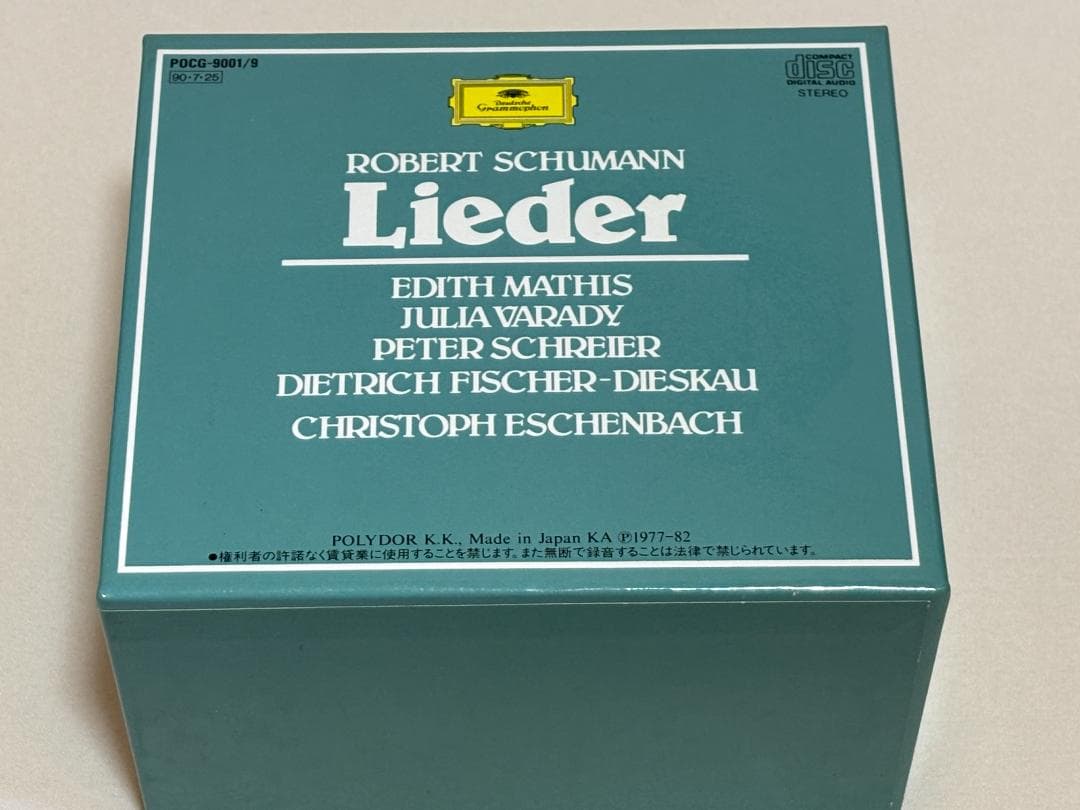 POCG-9001/9
90・7・25
COMPACT
disc
DIGITAL AUDIO
STEREO
Deutsche
Grammophon
ROBERT SCHUMANN
Lieder
EDITH MATHIS
JULIA VARADY
PETER SCHREIER
DIETRICH FISCHER-DIESKAU
CHRISTOPH ESCHENBACH
POLYDOR K.K., Made in Japan KA Ⓟ1977-82
●権利者の許諾なく賃貸業に使用することを禁じます。また無断で録音することは法律で禁じられています。